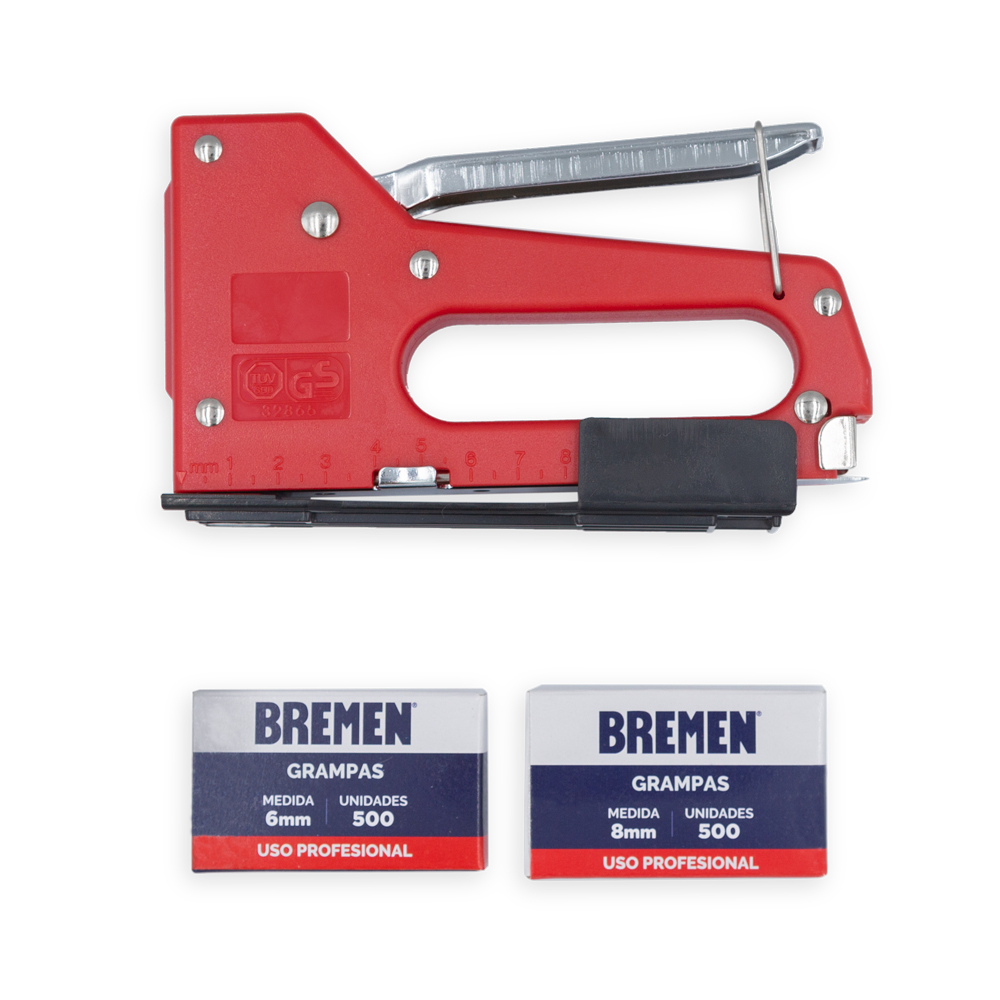 TÜV GS
mm 1 2 3 4 5 6 7 8
BREMEN®
GRAMPAS
MEDIDA UNIDADES
6mm 500
USO PROFESIONAL
BREMEN®
GRAMPAS
MEDIDA UNIDADES
8mm 500
USO PROFESIONAL